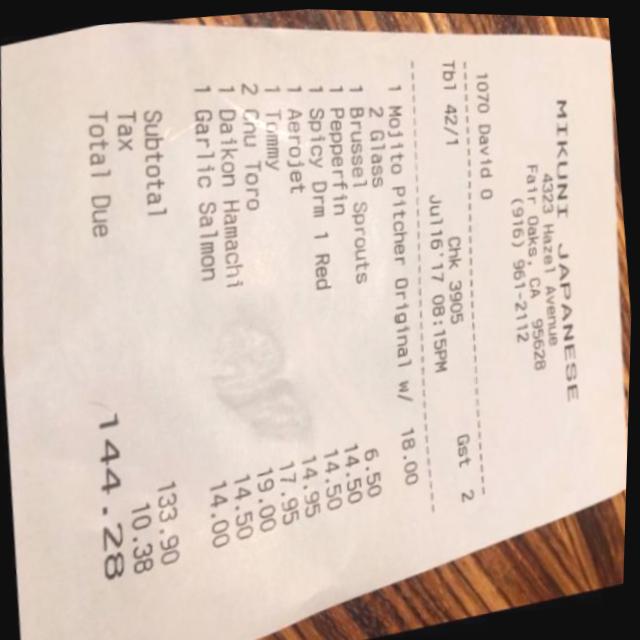 MIKUNI JAPANESE
4323 Hazel Avenue
Fair Oaks, CA 95628
(916) 961-2112
1070 David O
Tbl 42/1 Chk 3905 Gst 2
Jul16'17 08:15PM
1 Mojito Pitcher Original w/ 18.00
2 Glass
1 Brussel Sprouts 6.50
1 Pepperfin 14.50
1 Spicy Drm 1 Red 14.50
1 Aerojet 14.95
1 Tommy 17.95
2 Toro 19.00
1 Daikon Hamachi 14.50
1 Garlic Salmon 14.00
Subtotal 133.90
Tax 10.38
Total Due 144.28